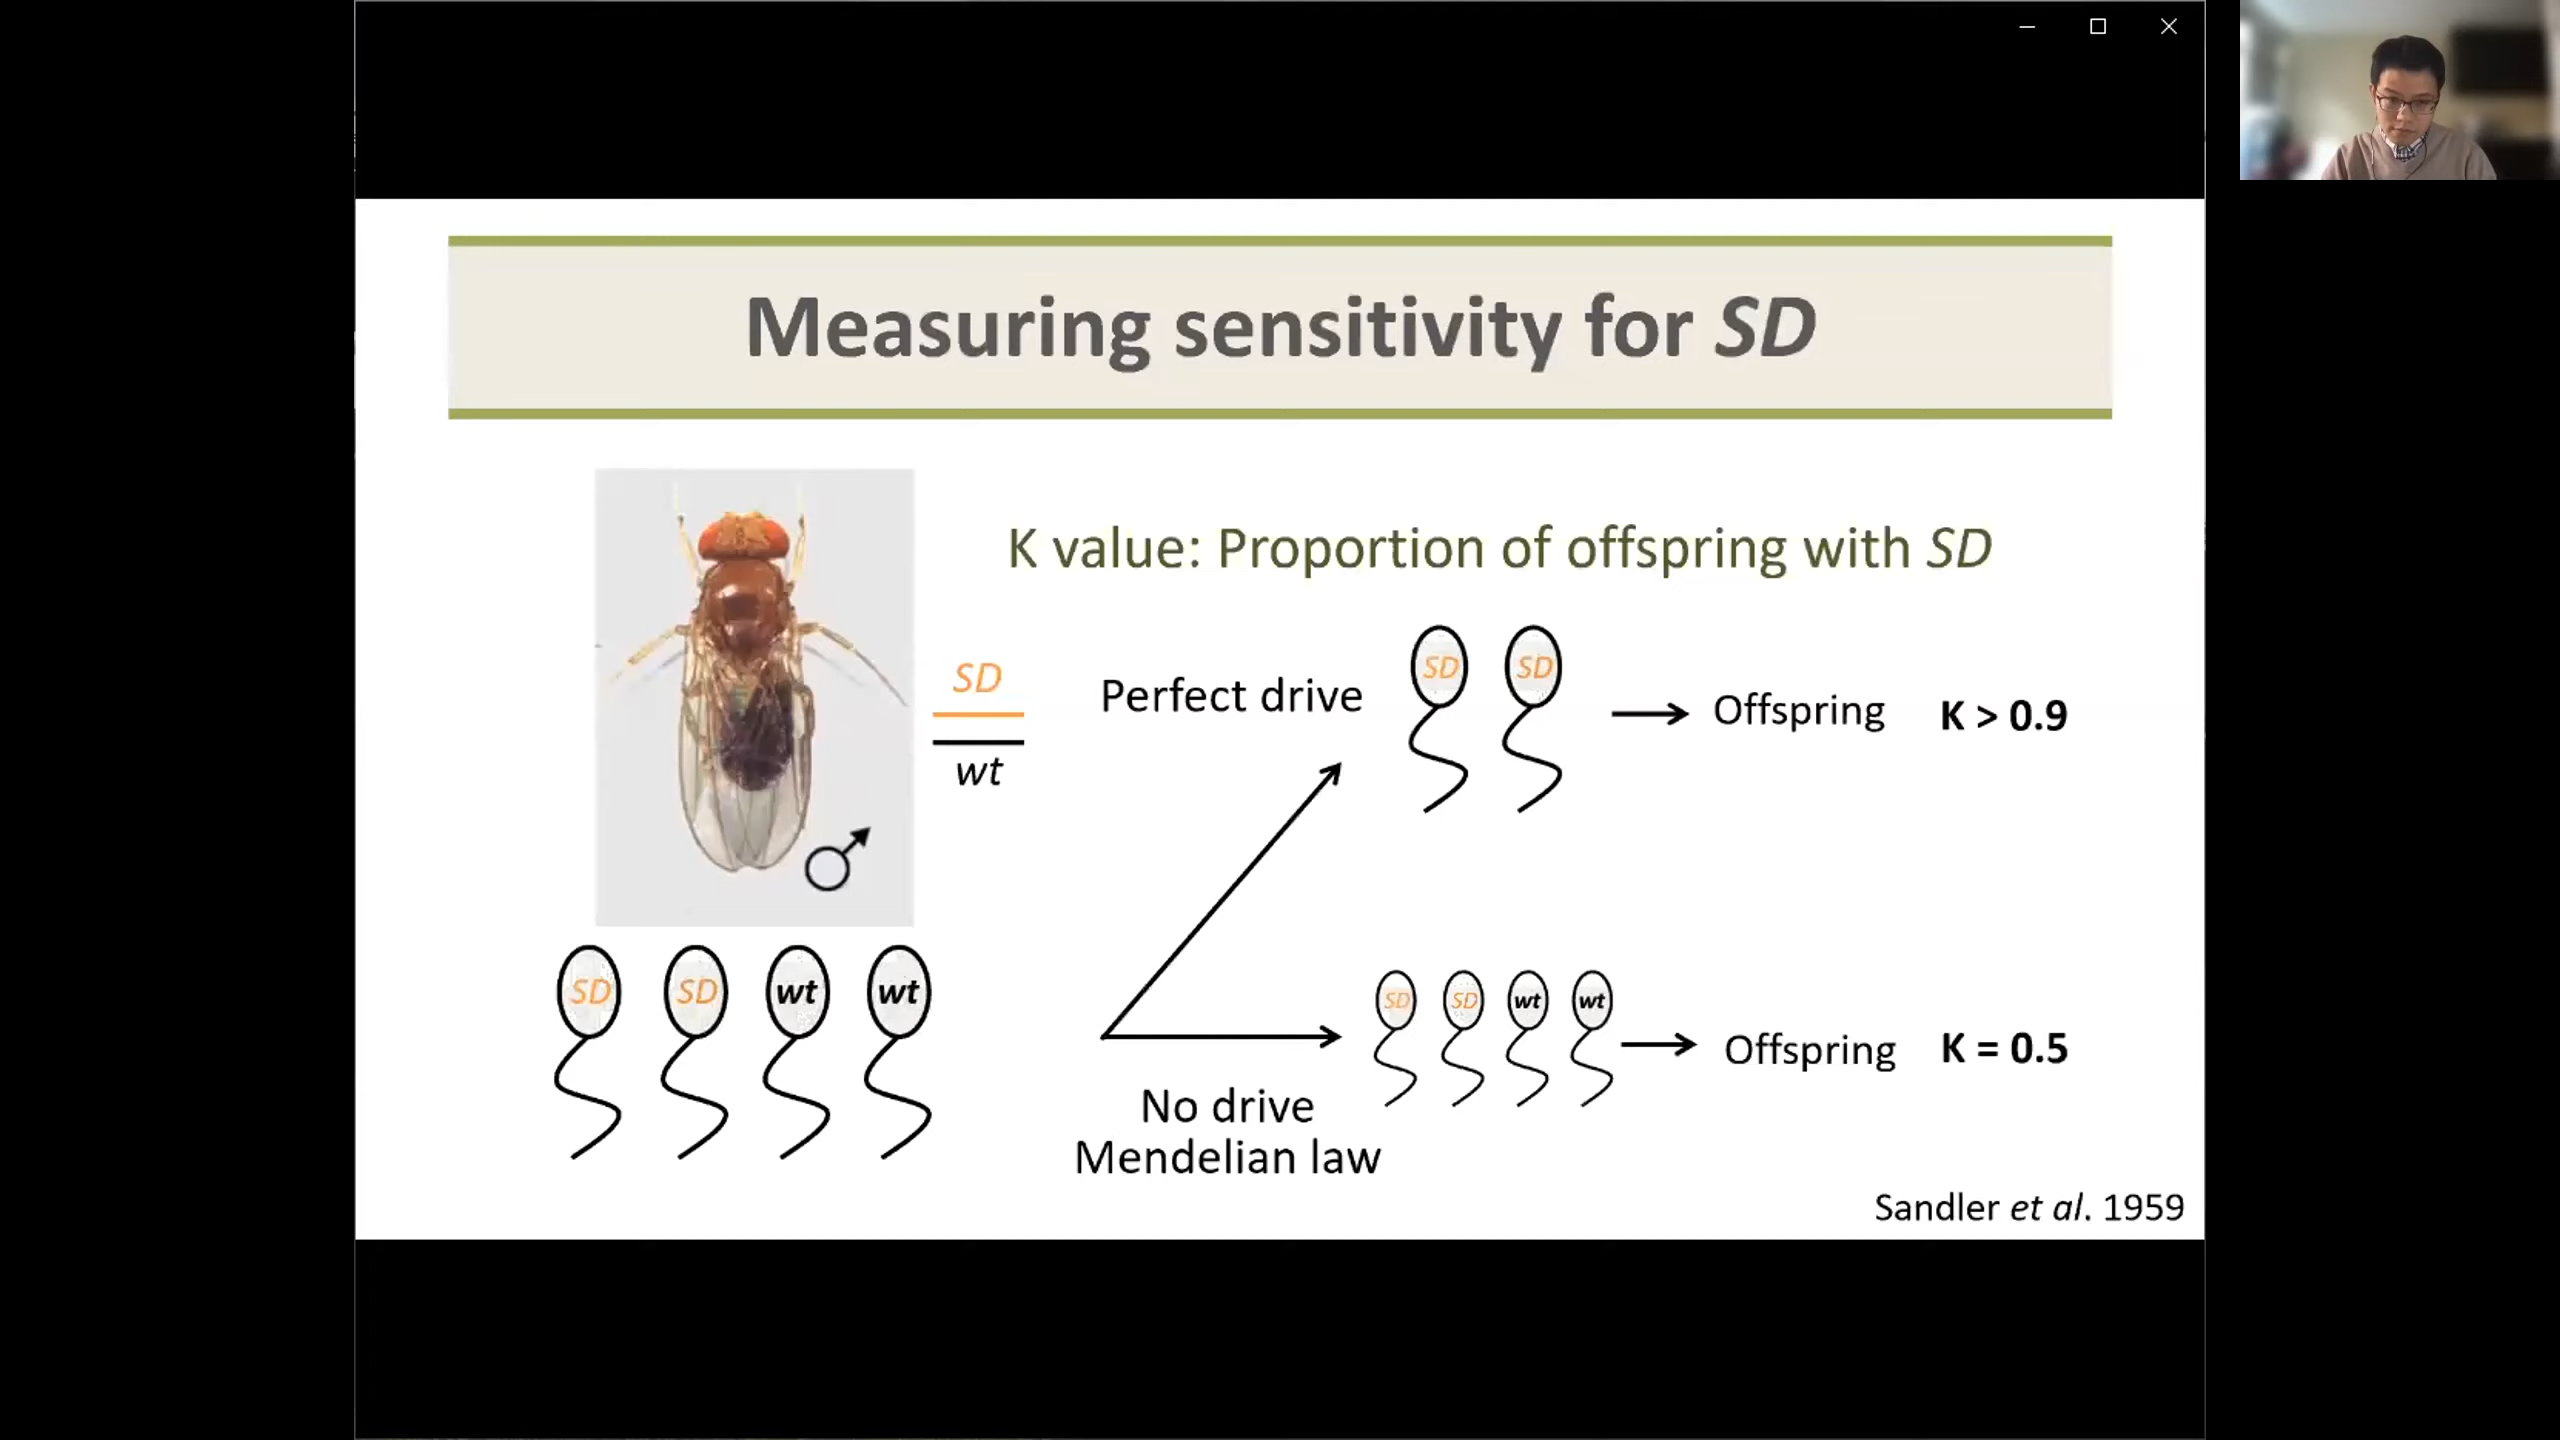 Measuring sensitivity for SD
K value: Proportion of offspring with SD
SD
wt
Perfect drive
SD SD
Offspring K > 0.9
SD SD wt wt
SD SD wt wt
Offspring K = 0.5
No drive
Mendelian law
Sandler et al. 1959